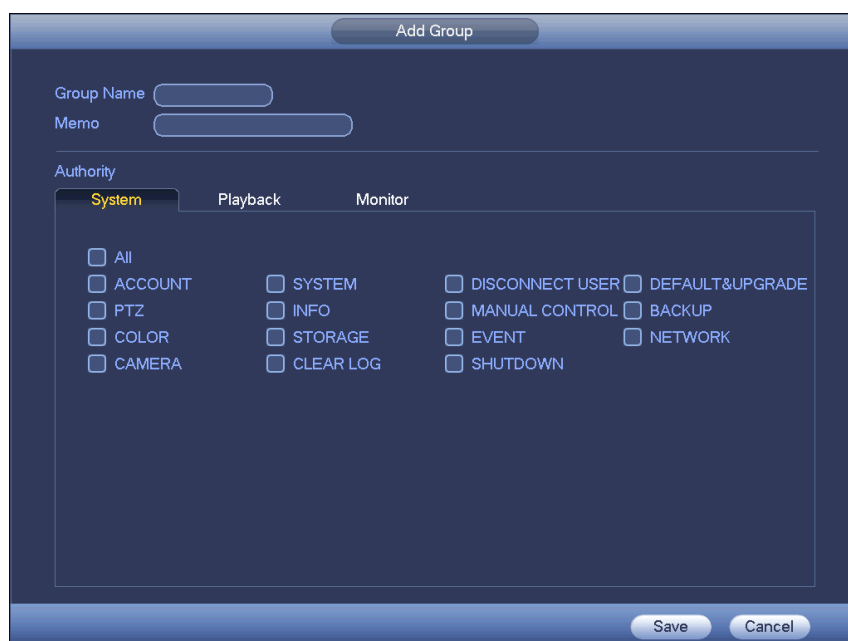 Add Group
Group Name
Memo
Authority
System Playback Monitor
All
ACCOUNT SYSTEM DISCONNECT USER DEFAULT&UPGRADE
PTZ INFO MANUAL CONTROL BACKUP
COLOR STORAGE EVENT NETWORK
CAMERA CLEAR LOG SHUTDOWN
Save Cancel